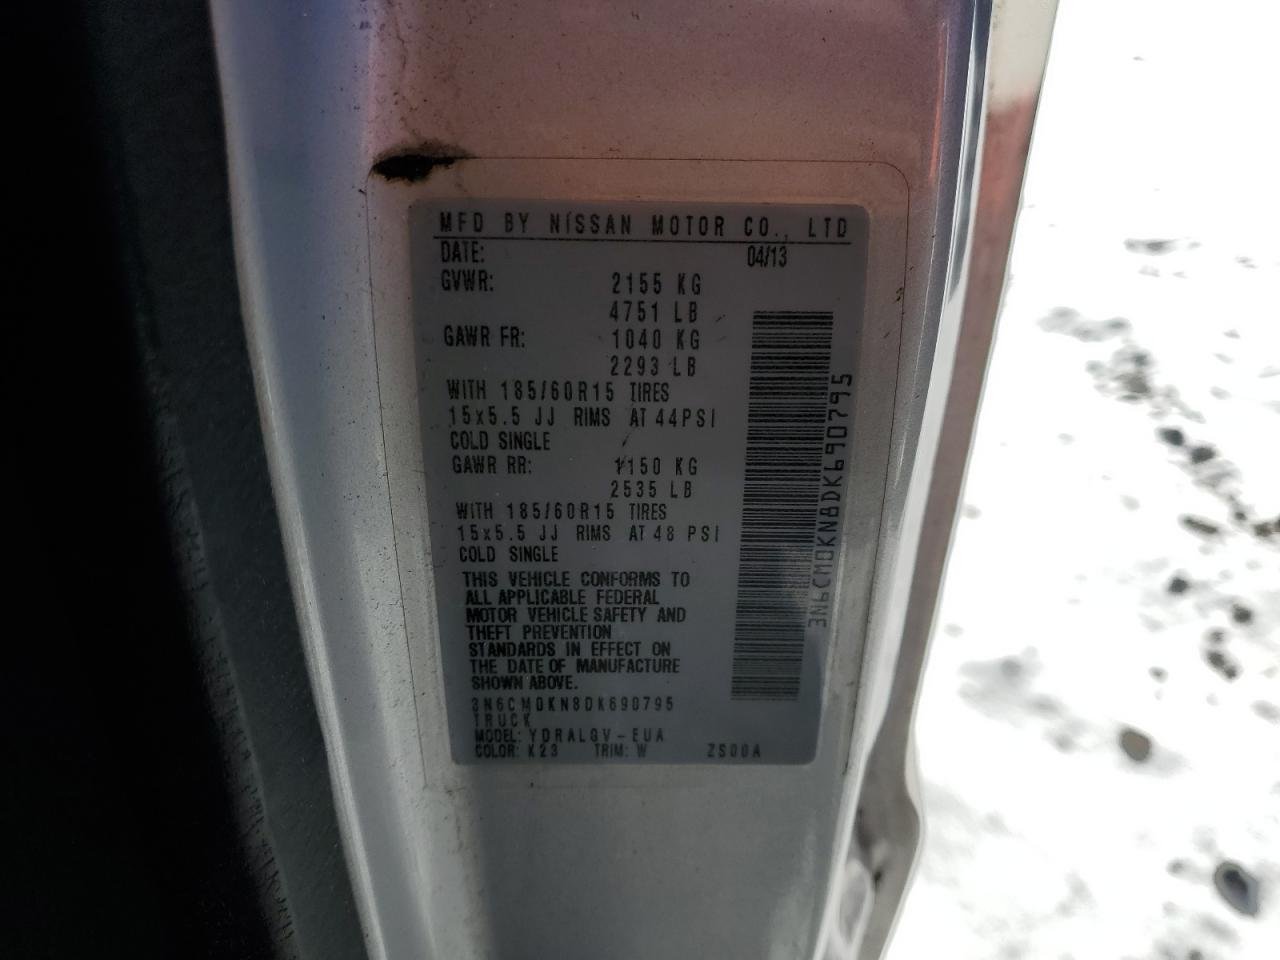 MFD BY NISSAN MOTOR CO., LTD
DATE: 04/13
GVWR: 2155 KG
4751 LB
GAWR FR: 1040 KG
2293 LB
WITH 185/60R15 TIRES
15x5.5 JJ RIMS AT 44PSI
COLD SINGLE
GAWR RR: 1150 KG
2535 LB
WITH 185/60R15 TIRES
15x5.5 JJ RIMS AT 48 PSI
COLD SINGLE
THIS VEHICLE CONFORMS TO
ALL APPLICABLE FEDERAL
MOTOR VEHICLE SAFETY AND
THEFT PREVENTION
STANDARDS IN EFFECT ON
THE DATE OF MANUFACTURE
SHOWN ABOVE.
3N6CM0KN8DK690795
TRUCK
MODEL: YDRALGV-EUA
COLOR: K23 TRIM: W ZS00A
3N6CM0KN8DK690795